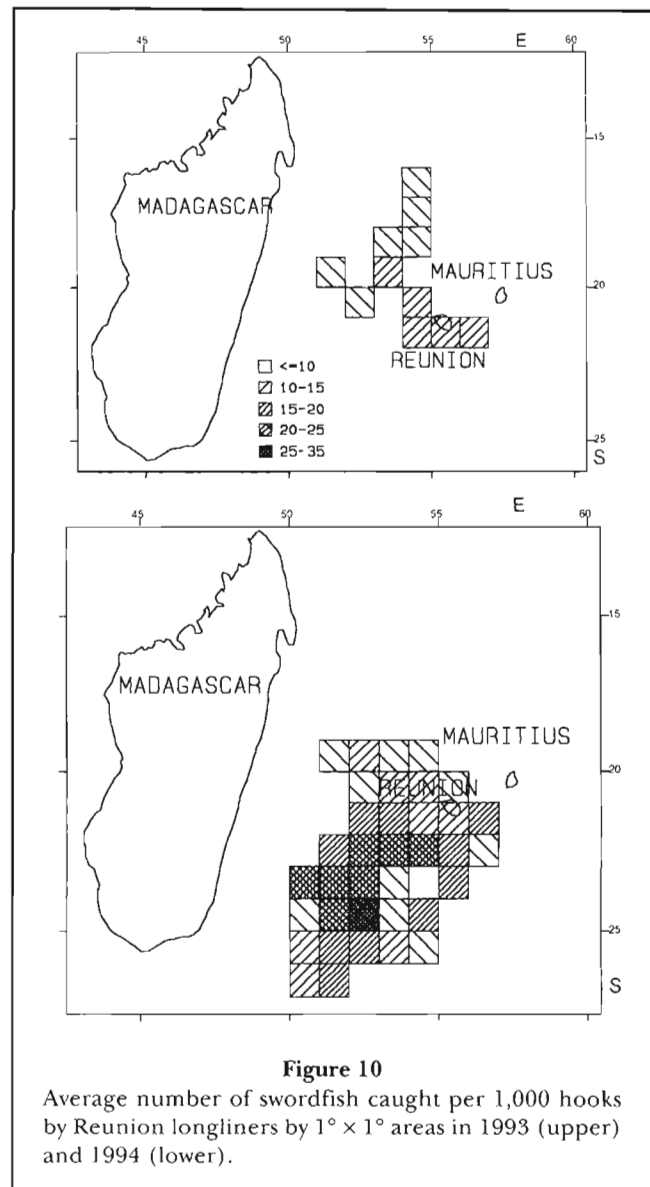 E
45 50 55 60
15
MADAGASCAR
MAURITIUS
20
REUNION
<=10
10-15
15-20
20-25
25-35
25
S
E
45 50 55 60
15
MADAGASCAR
MAURITIUS
20
REUNION
25
S
Figure 10
Average number of swordfish caught per 1,000 hooks
by Reunion longliners by 1° × 1° areas in 1993 (upper)
and 1994 (lower).